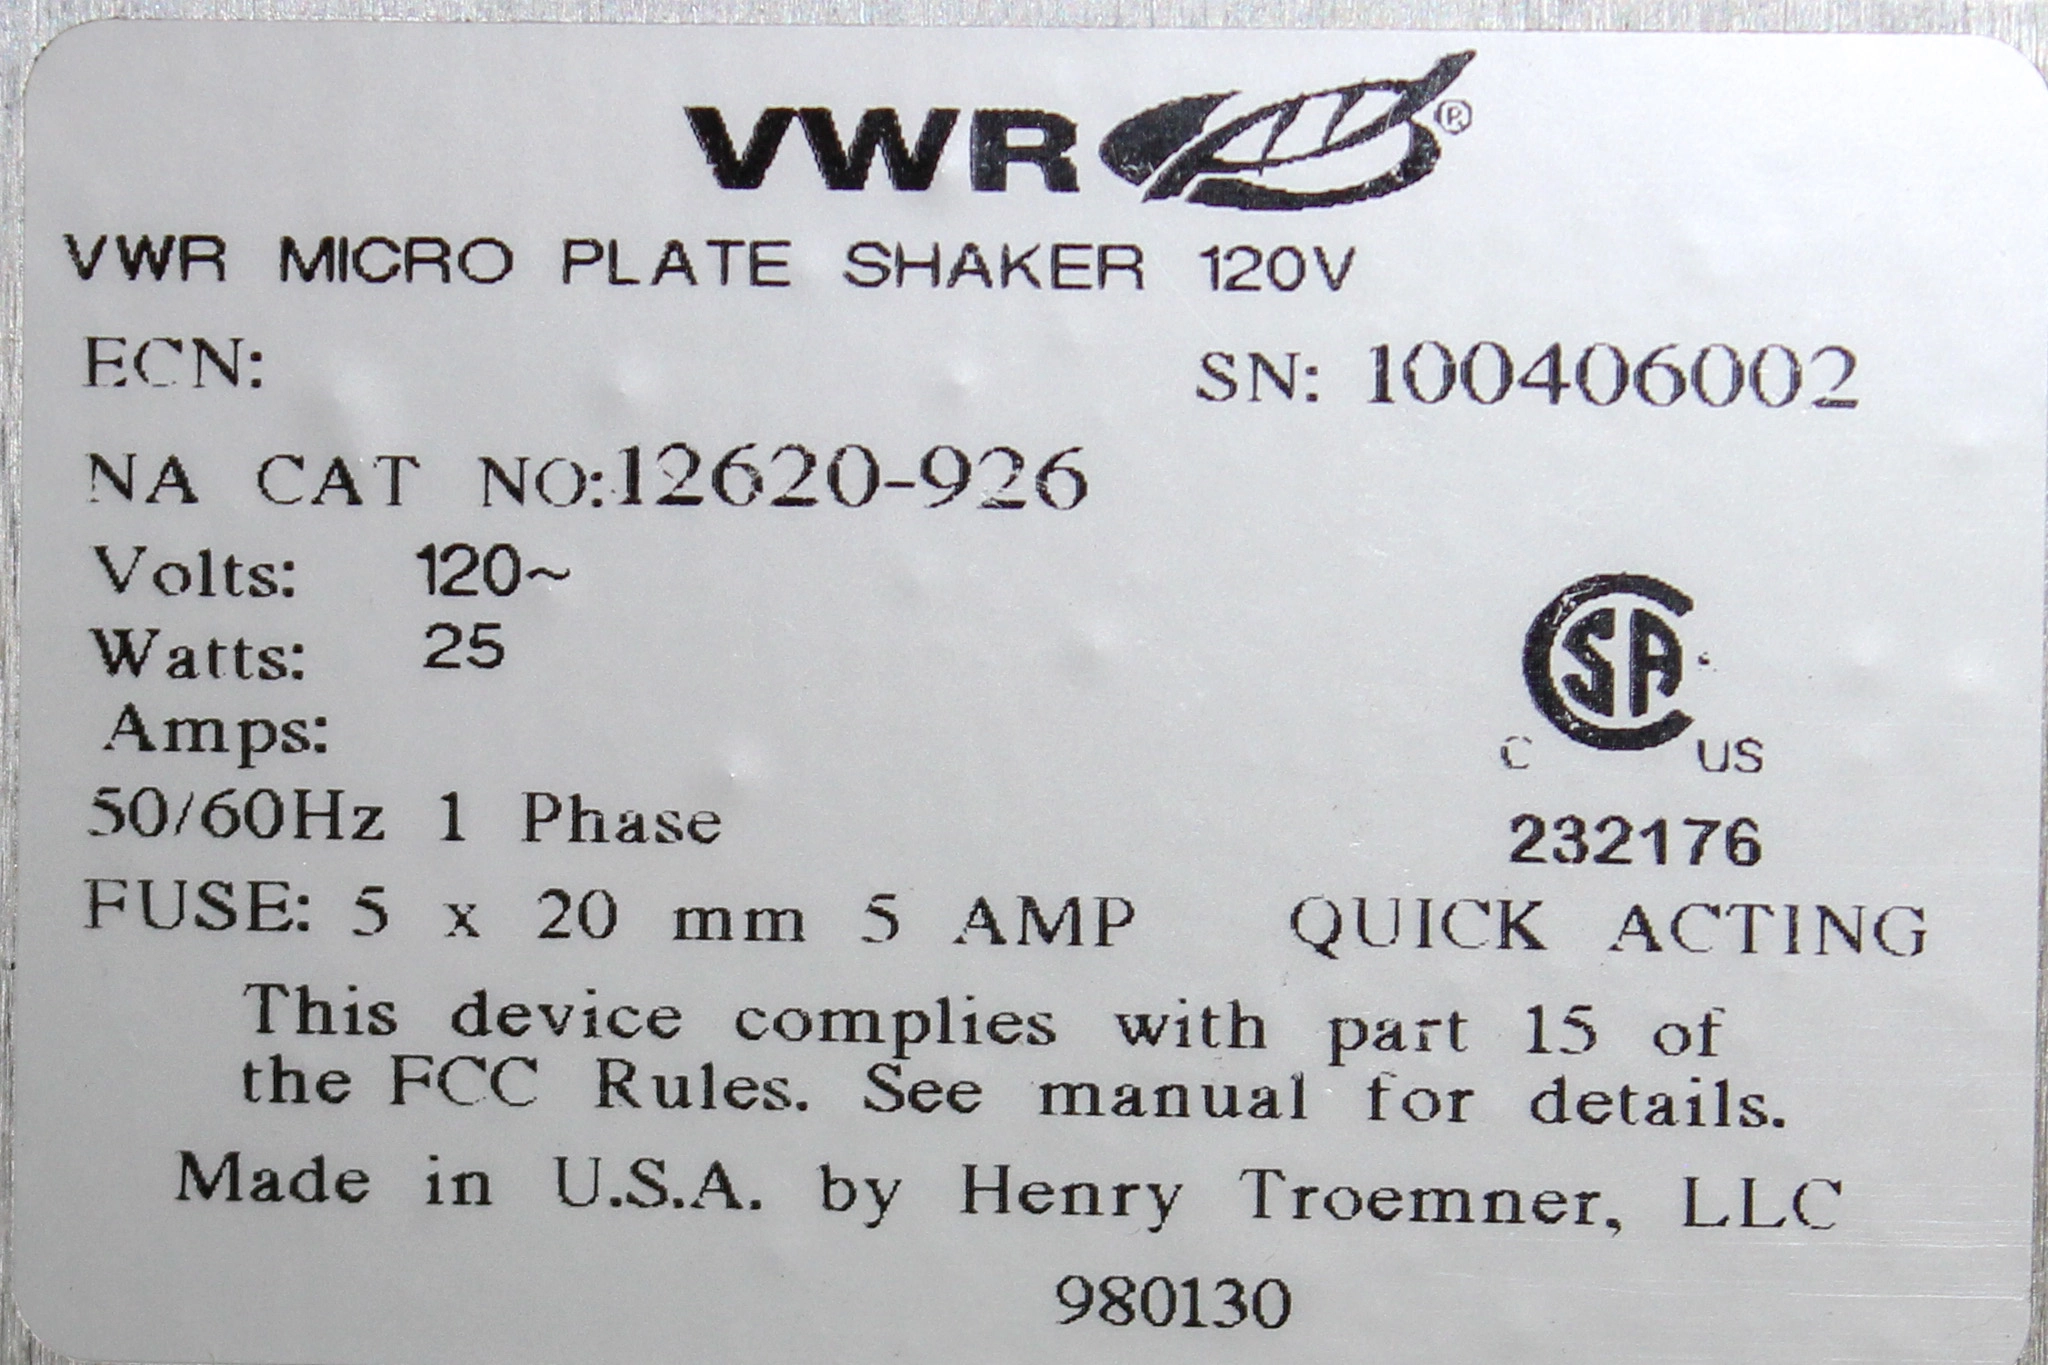 VWR®
VWR MICRO PLATE SHAKER 120V
ECN: SN: 100406002
NA CAT NO:12620-926
Volts: 120~
Watts: 25
Amps:
50/60Hz 1 Phase
CSA
C US
232176
FUSE: 5 x 20 mm 5 AMP QUICK ACTING
This device complies with part 15 of
the FCC Rules. See manual for details.
Made in U.S.A. by Henry Troemner, LLC
980130